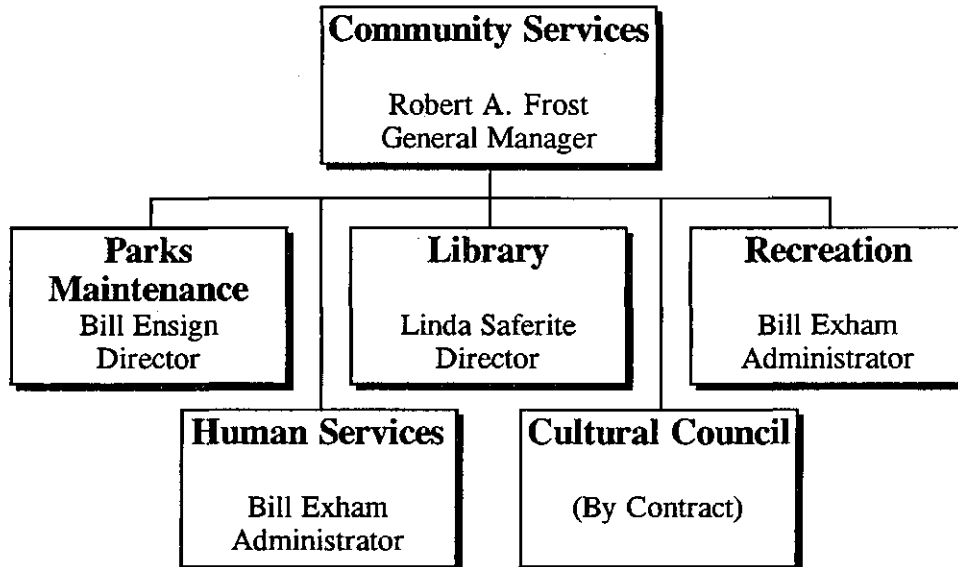 Community Services
Robert A. Frost
General Manager
Parks
Maintenance
Bill Ensign
Director
Library
Linda Saferite
Director
Recreation
Bill Exham
Administrator
Human Services
Bill Exham
Administrator
Cultural Council
(By Contract)